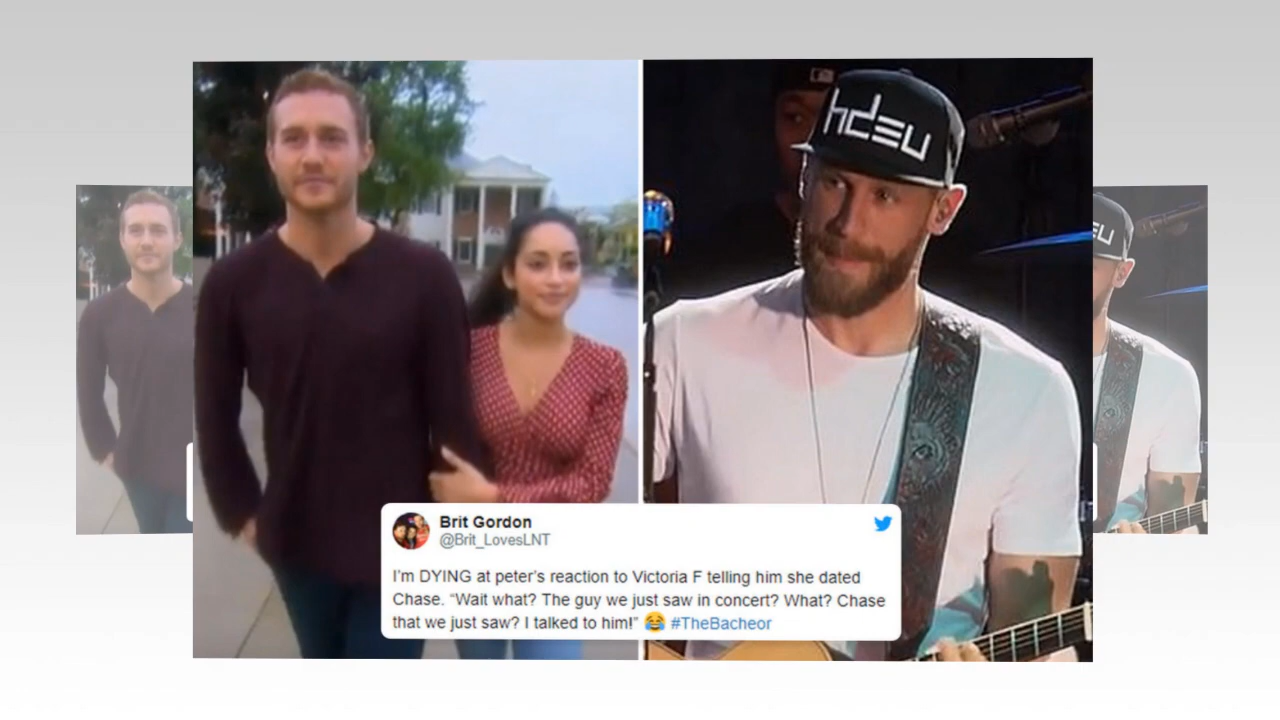 hdeu
EU
Brit Gordon
@Brit_LovesLNT
I'm DYING at peter's reaction to Victoria F telling him she dated
Chase. “Wait what? The guy we just saw in concert? What? Chase
that we just saw? I talked to him!” 😂 #TheBacheor